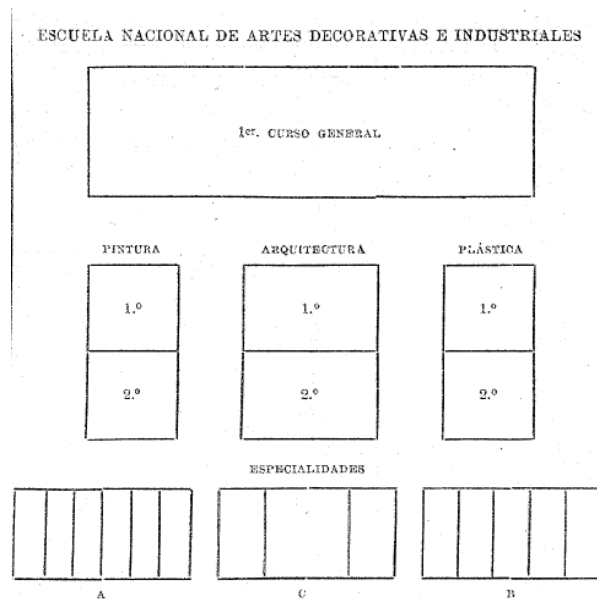 ESCUELA NACIONAL DE ARTES DECORATIVAS E INDUSTRIALES
1er. CURSO GENERAL
PINTURA ARQUITECTURA PLÁSTICA
1.º 1.º 1.º
2.º 2.º 2.º
ESPECIALIDADES
A C B